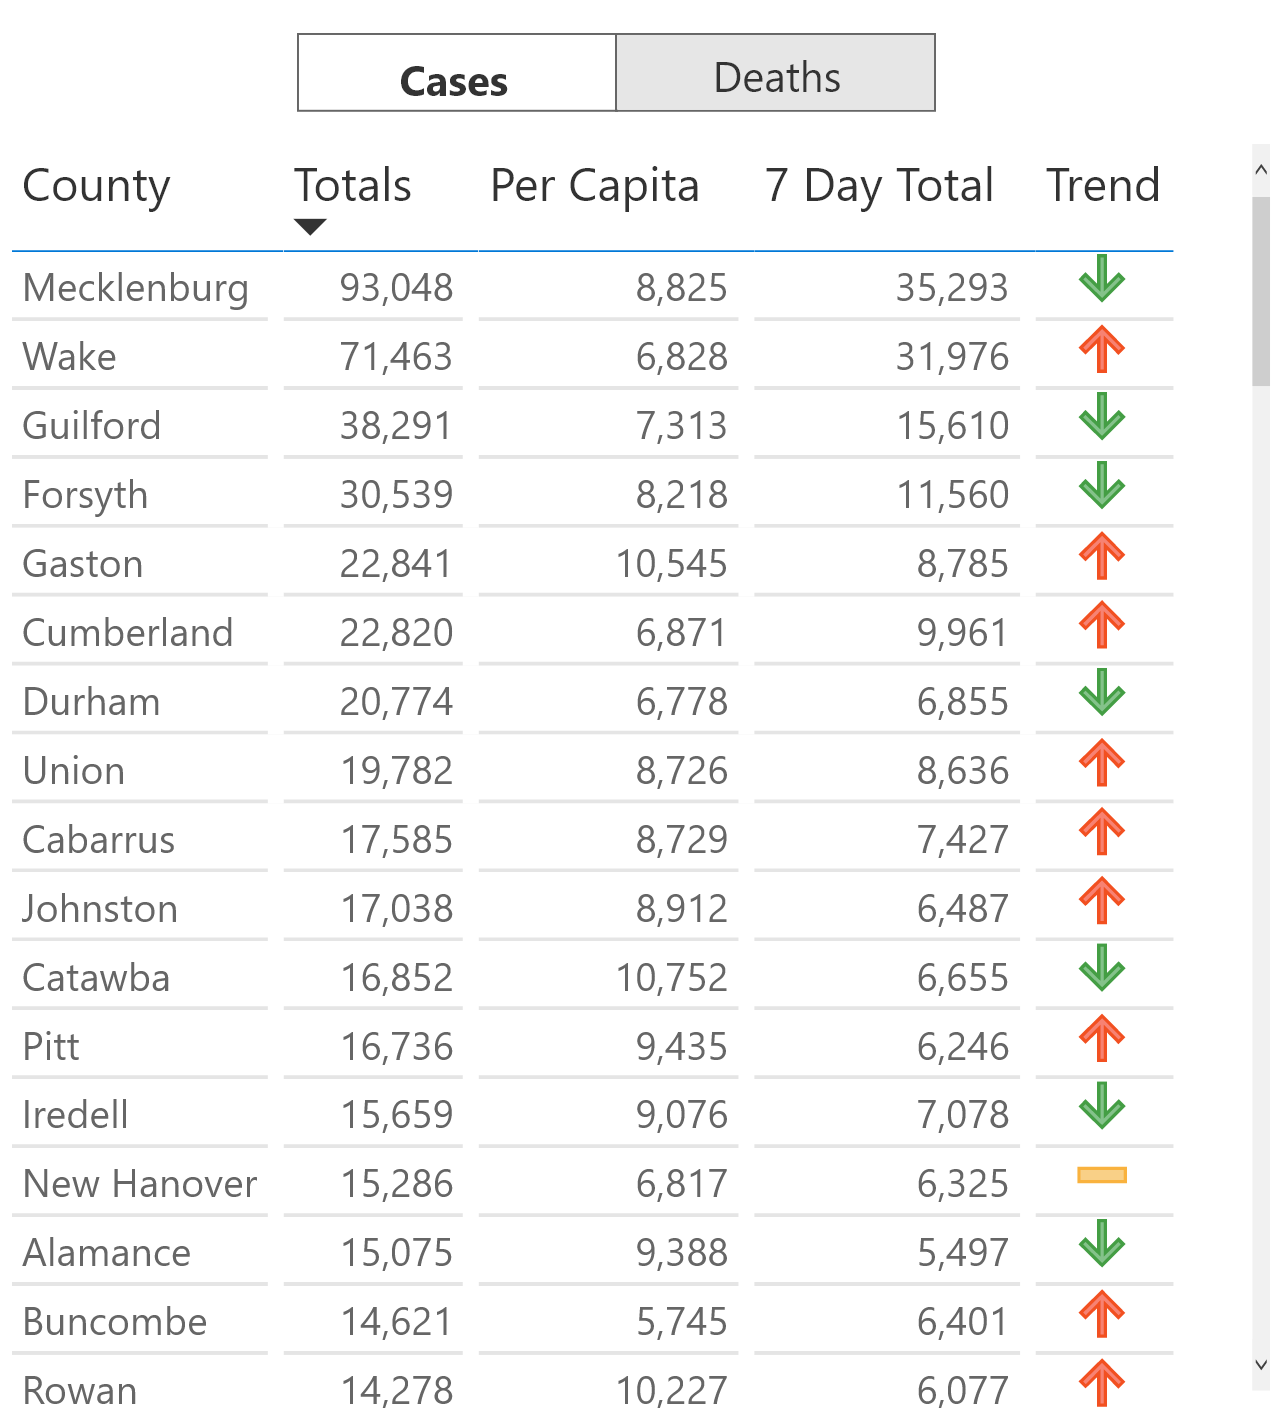 Cases Deaths
County Totals Per Capita 7 Day Total Trend
Mecklenburg 93,048 8,825 35,293
Wake 71,463 6,828 31,976
Guilford 38,291 7,313 15,610
Forsyth 30,539 8,218 11,560
Gaston 22,841 10,545 8,785
Cumberland 22,820 6,871 9,961
Durham 20,774 6,778 6,855
Union 19,782 8,726 8,636
Cabarrus 17,585 8,729 7,427
Johnston 17,038 8,912 6,487
Catawba 16,852 10,752 6,655
Pitt 16,736 9,435 6,246
Iredell 15,659 9,076 7,078
New Hanover 15,286 6,817 6,325
Alamance 15,075 9,388 5,497
Buncombe 14,621 5,745 6,401
Rowan 14,278 10,227 6,077